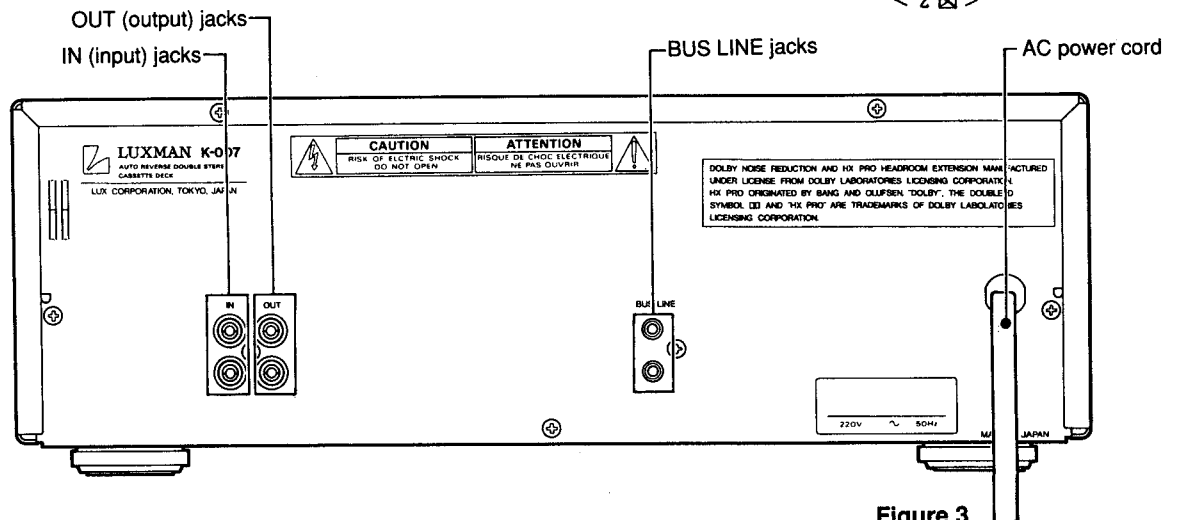 OUT (output) jacks
IN (input) jacks
BUS LINE jacks
AC power cord
LUXMAN K-007
AUTO REVERSE DOUBLE STERE
CASSETTE DECK
LUX CORPORATION, TOKYO, JAPAN
CAUTION
RISK OF ELCTRIC SHOCK
DO NOT OPEN
ATTENTION
RISQUE DE CHOC ELECTRIQUE
NE PAS OUVRIR
DOLBY NOISE REDUCTION AND HX PRO HEADROOM EXTENSION MANUFACTURED
UNDER LICENSE FROM DOLBY LABORATORIES LICENSING CORPORATION.
HX PRO ORIGINATED BY BANG AND OLUFSEN. "DOLBY", THE DOUBLE D
SYMBOL AND "HX PRO" ARE TRADEMARKS OF DOLBY LABOLATORIES
LICENSING CORPORATION.
IN
OUT
BUS LINE
220V ~ 50Hz
JAPAN
Figure 3